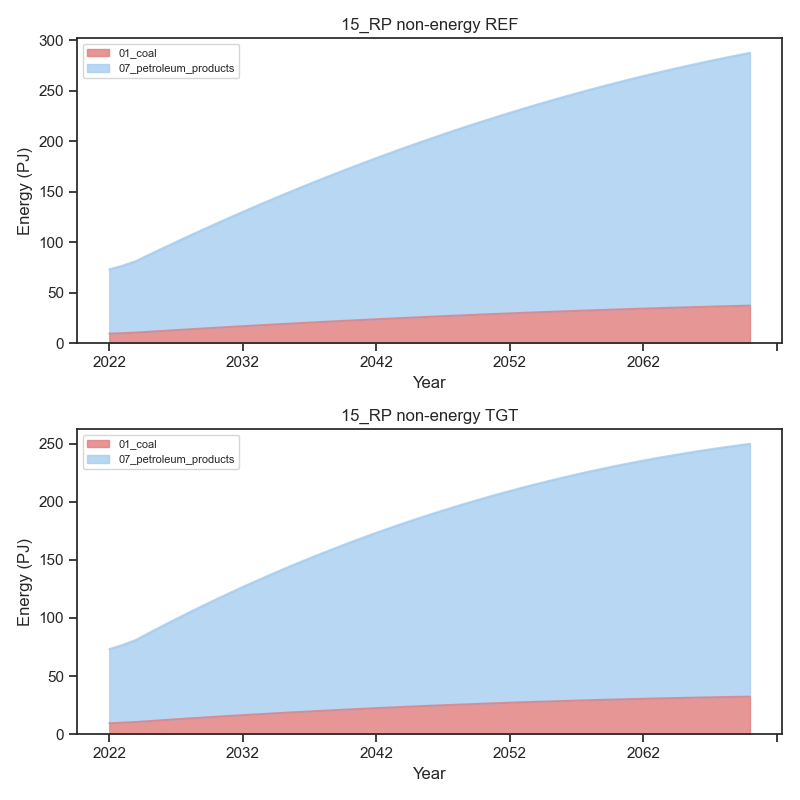 15_RP non-energy REF
01_coal
07_petroleum_products
300
250
200
150
100
50
0
Energy (PJ)
2022 2032 2042 2052 2062
Year
15_RP non-energy TGT
01_coal
07_petroleum_products
250
200
150
100
50
0
Energy (PJ)
2022 2032 2042 2052 2062
Year